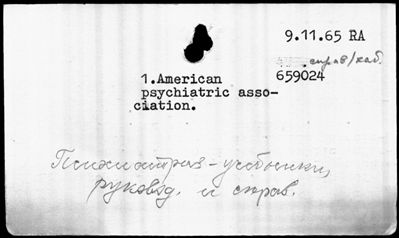 9.11.65 RA
справ/каб.
659024
1.American
psychiatric asso-
ciation.
Психиатрия-учебники,
руковод. и справ.